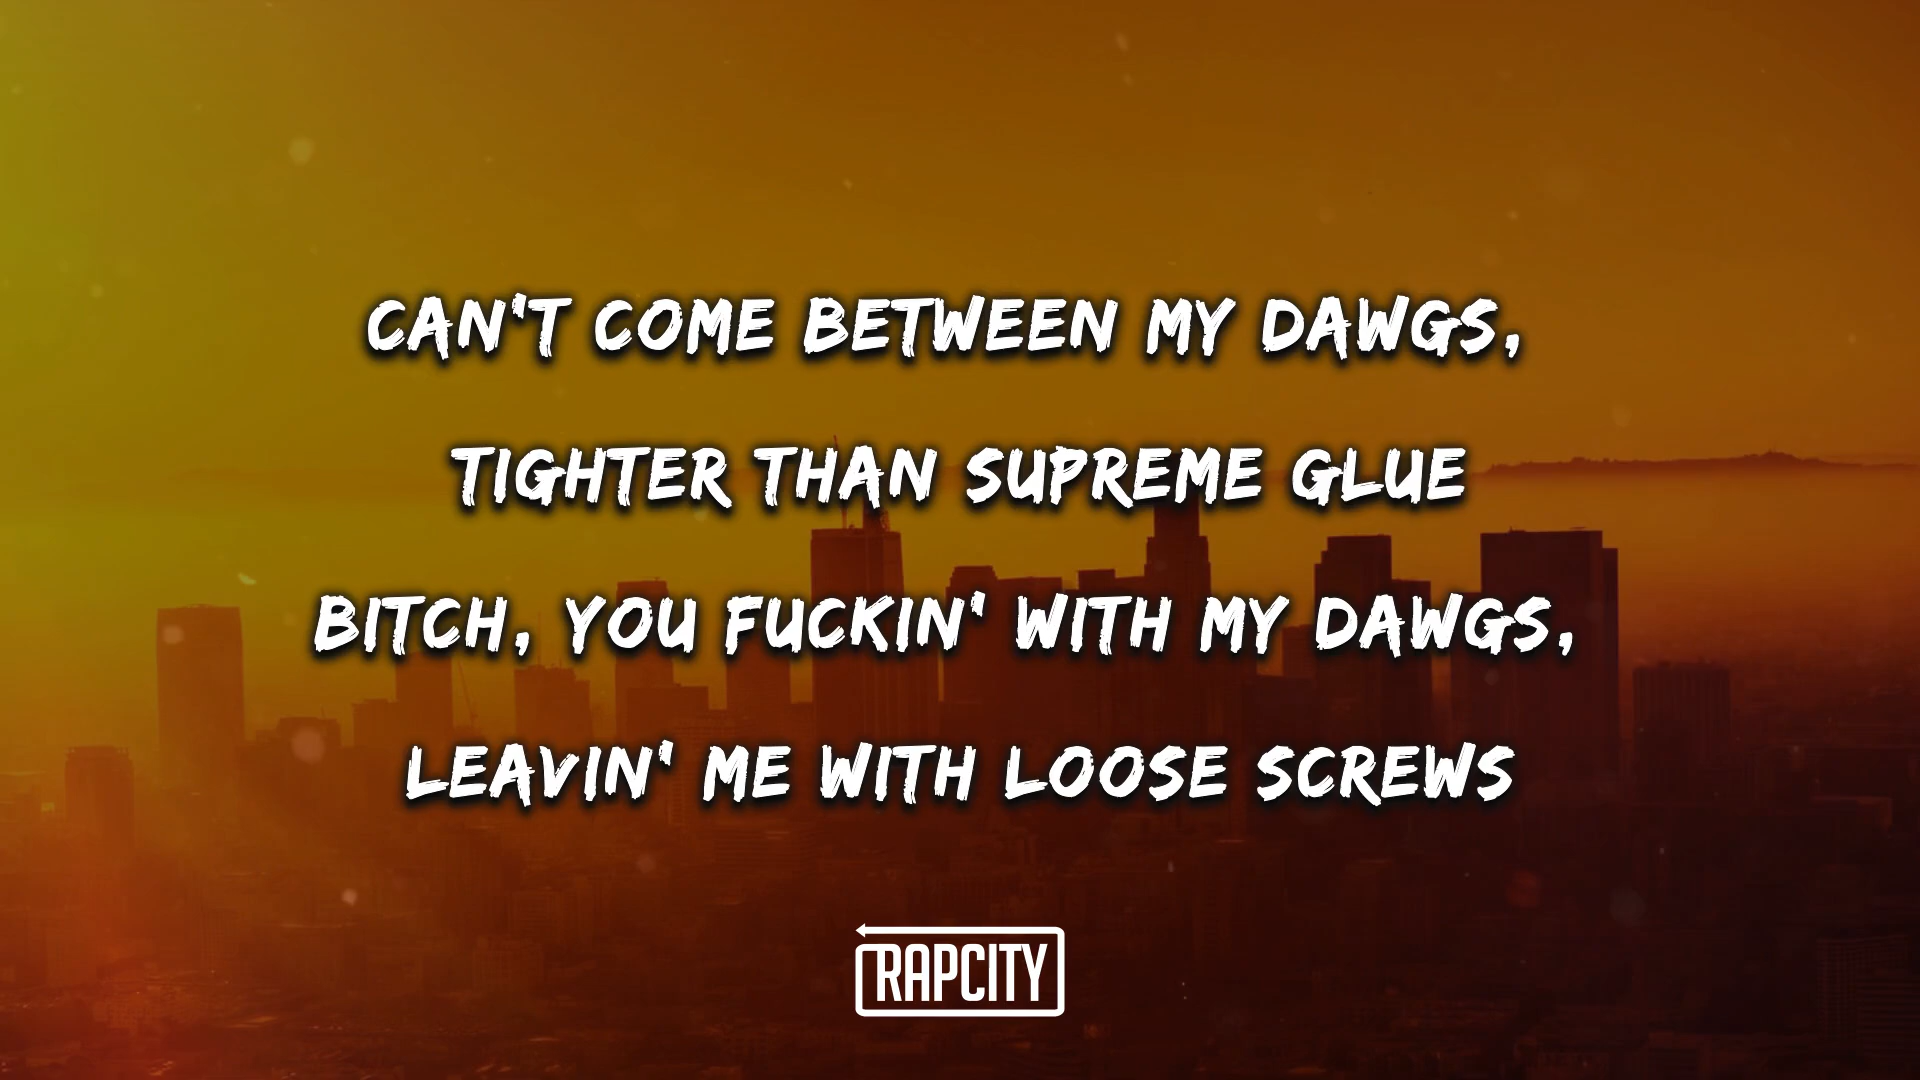 CAN'T COME BETWEEN MY DAWGS,
TIGHTER THAN SUPREME GLUE
BITCH, YOU FUCKIN' WITH MY DAWGS,
LEAVIN' ME WITH LOOSE SCREWS
RAPCITY